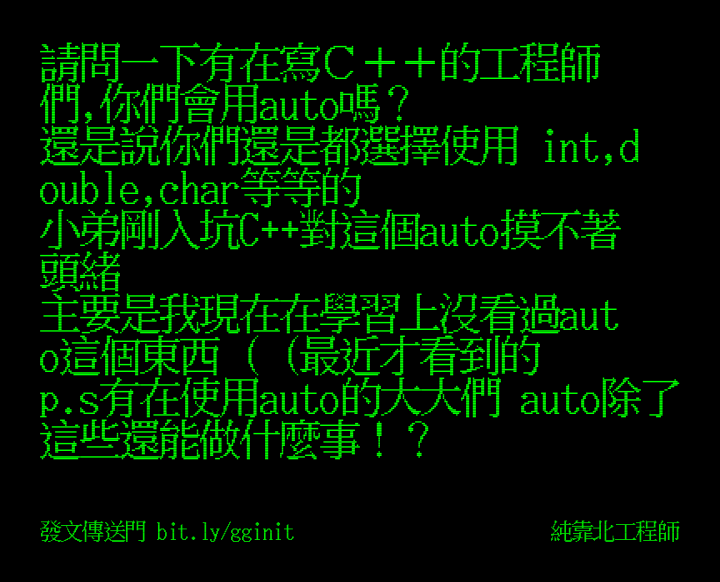 請問一下有在寫Ｃ＋＋的工程師
們,你們會用auto嗎？
還是說你們還是都選擇使用 int,d
ouble,char等等的
小弟剛入坑C++對這個auto摸不著
頭緒
主要是我現在在學習上沒看過aut
o這個東西（（最近才看到的
p.s有在使用auto的大大們 auto除了
這些還能做什麼事！？
發文傳送門 bit.ly/gginit
純靠北工程師